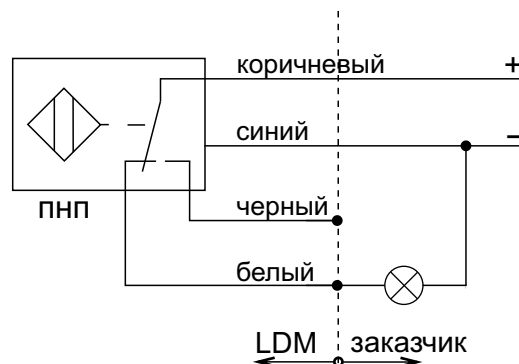 коричневый +
синий −
пнп
черный
белый
LDM заказчик